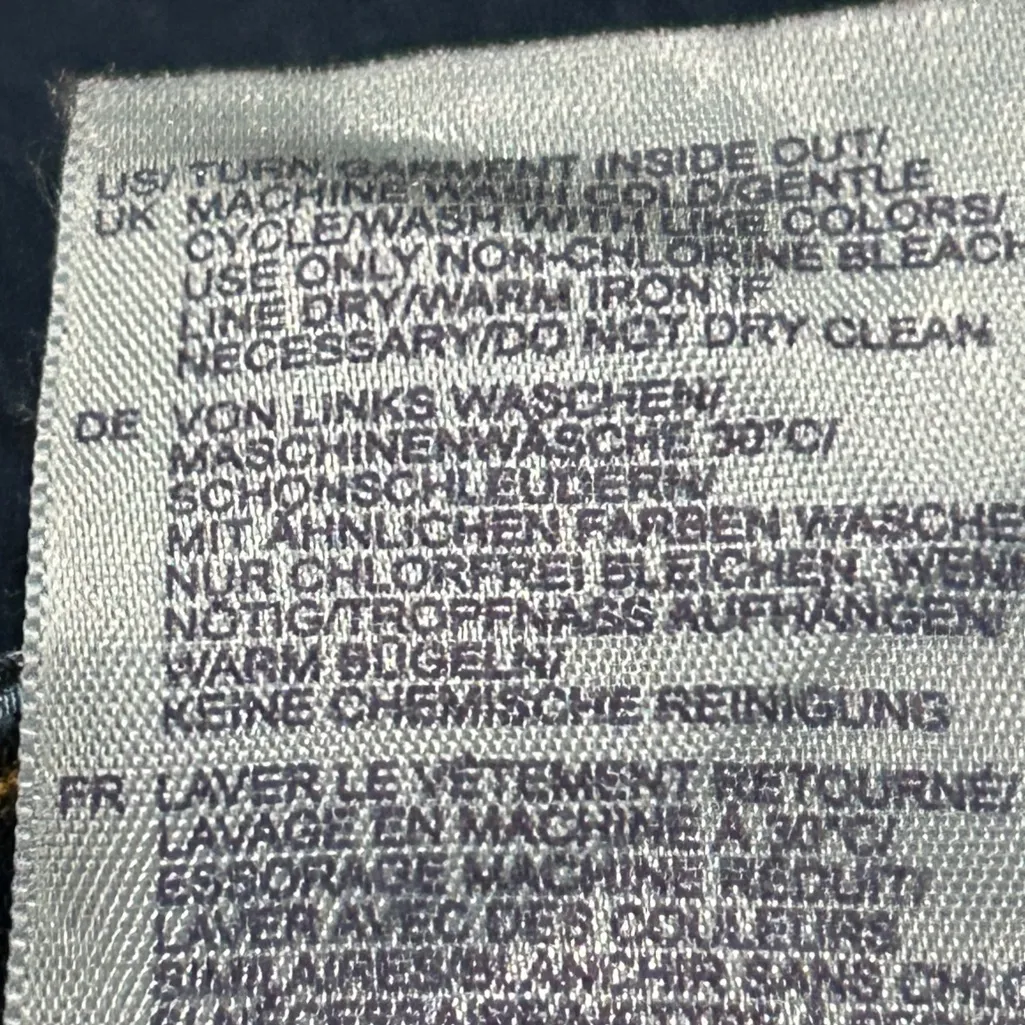 US/ TURN GARMENT INSIDE OUT/
UK MACHINE WASH COLD/GENTLE
CYCLE/WASH WITH LIKE COLORS/
USE ONLY NON-CHLORINE BLEACH
LINE DRY/WARM IRON IF
NECESSARY/DO NOT DRY CLEAN
DE VON LINKS WASCHEN/
MASCHINENWÄSCHE 30°C/
SCHONSCHLEUDERN/
MIT ÄHNLICHEN FARBEN WASCHE
NUR CHLORFREI BLEICHEN, WENN
NÖTIG/TROPFNASS AUFHÄNGEN/
WARM BÜGELN/
KEINE CHEMISCHE REINIGUNG
FR LAVER LE VÊTEMENT RETOURNÉ/
LAVAGE EN MACHINE À 30°C/
ESSORAGE MACHINE RÉDUIT/
LAVER AVEC DES COULEURS
SANS